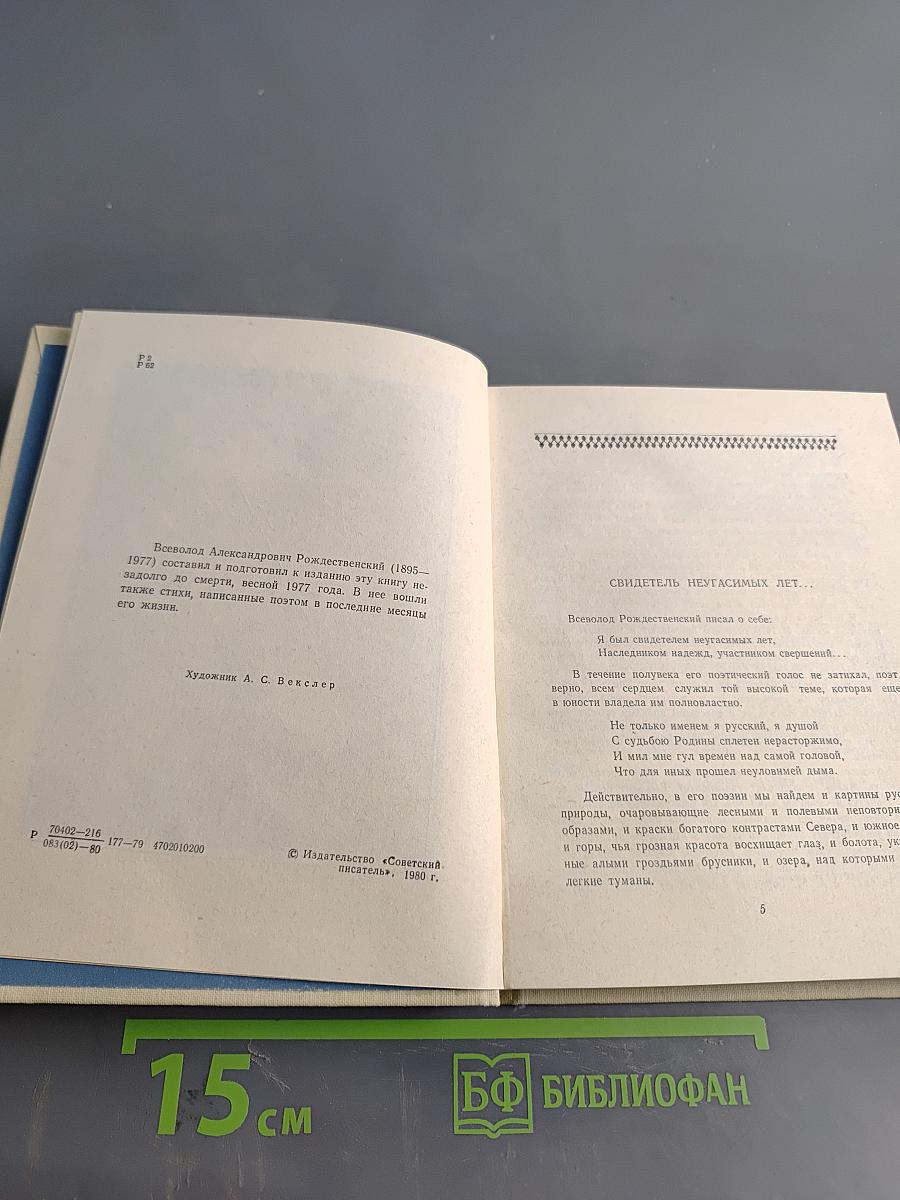 Р 2
Р 62
Всеволод Александрович Рождественский (1895—
1977) составил и подготовил к изданию эту книгу не-
задолго до смерти, весной 1977 года. В нее вошли
также стихи, написанные поэтом в последние месяцы
его жизни.
Художник А. С. Векслер
Р 70402—216
083(02)—80 177—79 4702010200
© Издательство «Советский
писатель», 1980 г.
СВИДЕТЕЛЬ НЕУГАСИМЫХ ЛЕТ...
Всеволод Рождественский писал о себе:
Я был свидетелем неугасимых лет,
Наследником надежд, участником свершений...
В течение полувека его поэтический голос не затихал, поэт
верно, всем сердцем служил той высокой теме, которая еще
в юности владела им полновластно.
Не только именем я русский, я душой
С судьбою Родины сплетен нерасторжимо,
И мил мне гул времен над самой головой,
Что для иных прошел неуловимей дыма.
Действительно, в его поэзии мы найдем и картины рус
природы, очаровывающие лесными и полевыми неповтори
образами, и краски богатого контрастами Севера, и южное
и горы, чья грозная красота восхищает глаз, и болота, ук
ные алыми гроздьями брусники, и озера, над которыми
легкие туманы.
5
15 см
БФ БИБЛИОФАН